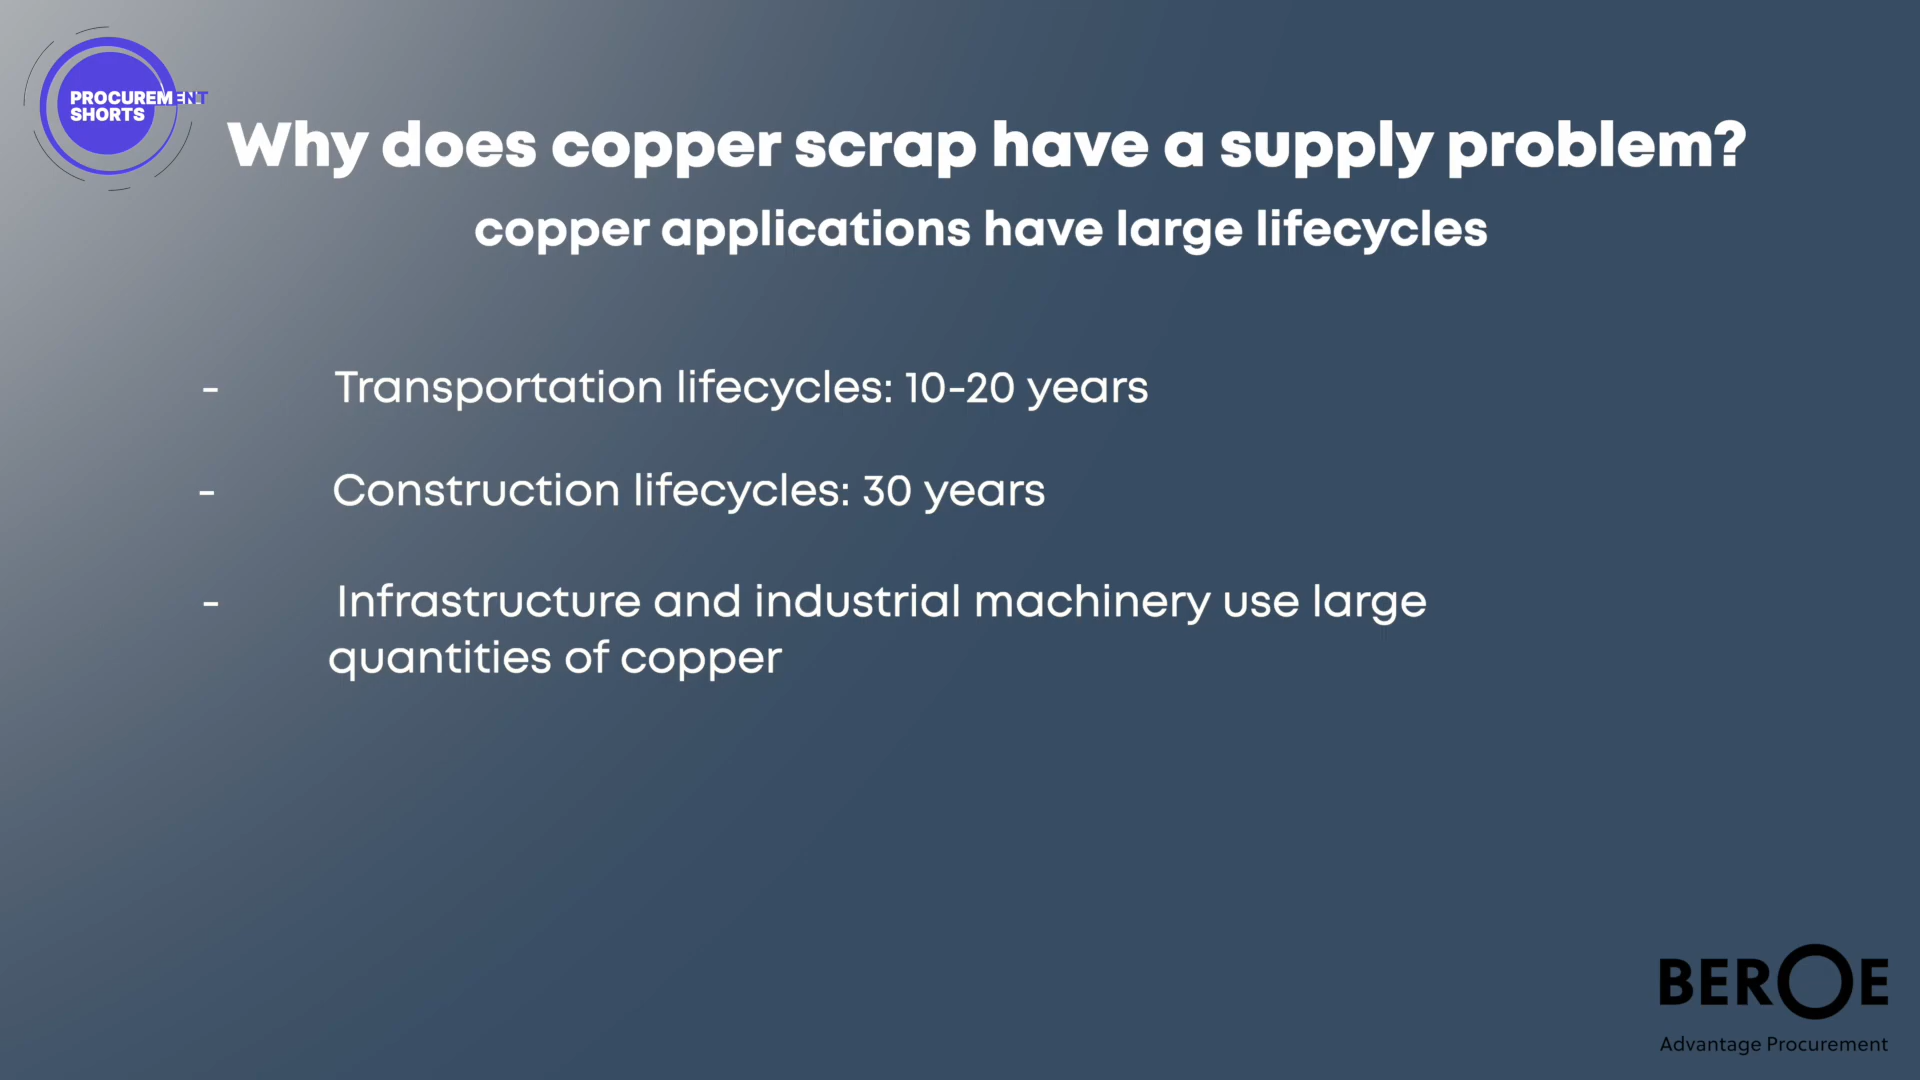 PROCUREMENT
SHORTS
Why does copper scrap have a supply problem?
copper applications have large lifecycles
- Transportation lifecycles: 10-20 years
- Construction lifecycles: 30 years
- Infrastructure and industrial machinery use large
quantities of copper
BEROE
Advantage Procurement